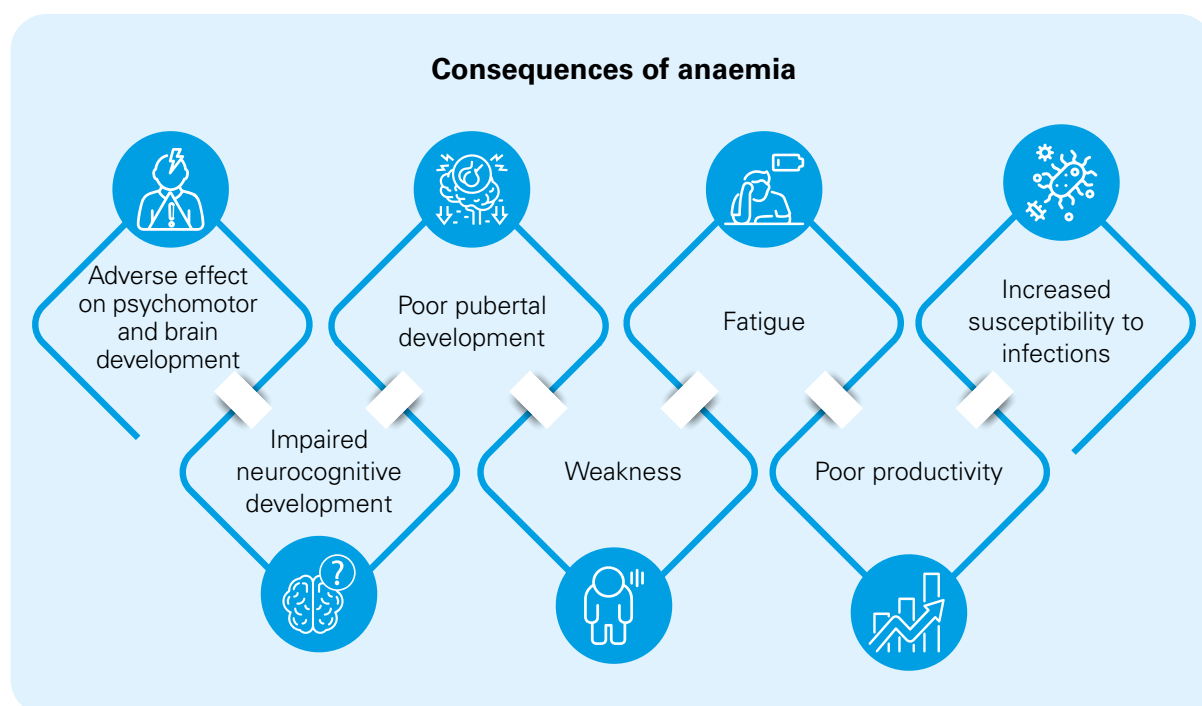 Consequences of anaemia
Adverse effect
on psychomotor
and brain
development
Poor pubertal
development
Fatigue
Increased
susceptibility to
infections
Impaired
neurocognitive
development
Weakness
Poor productivity
?